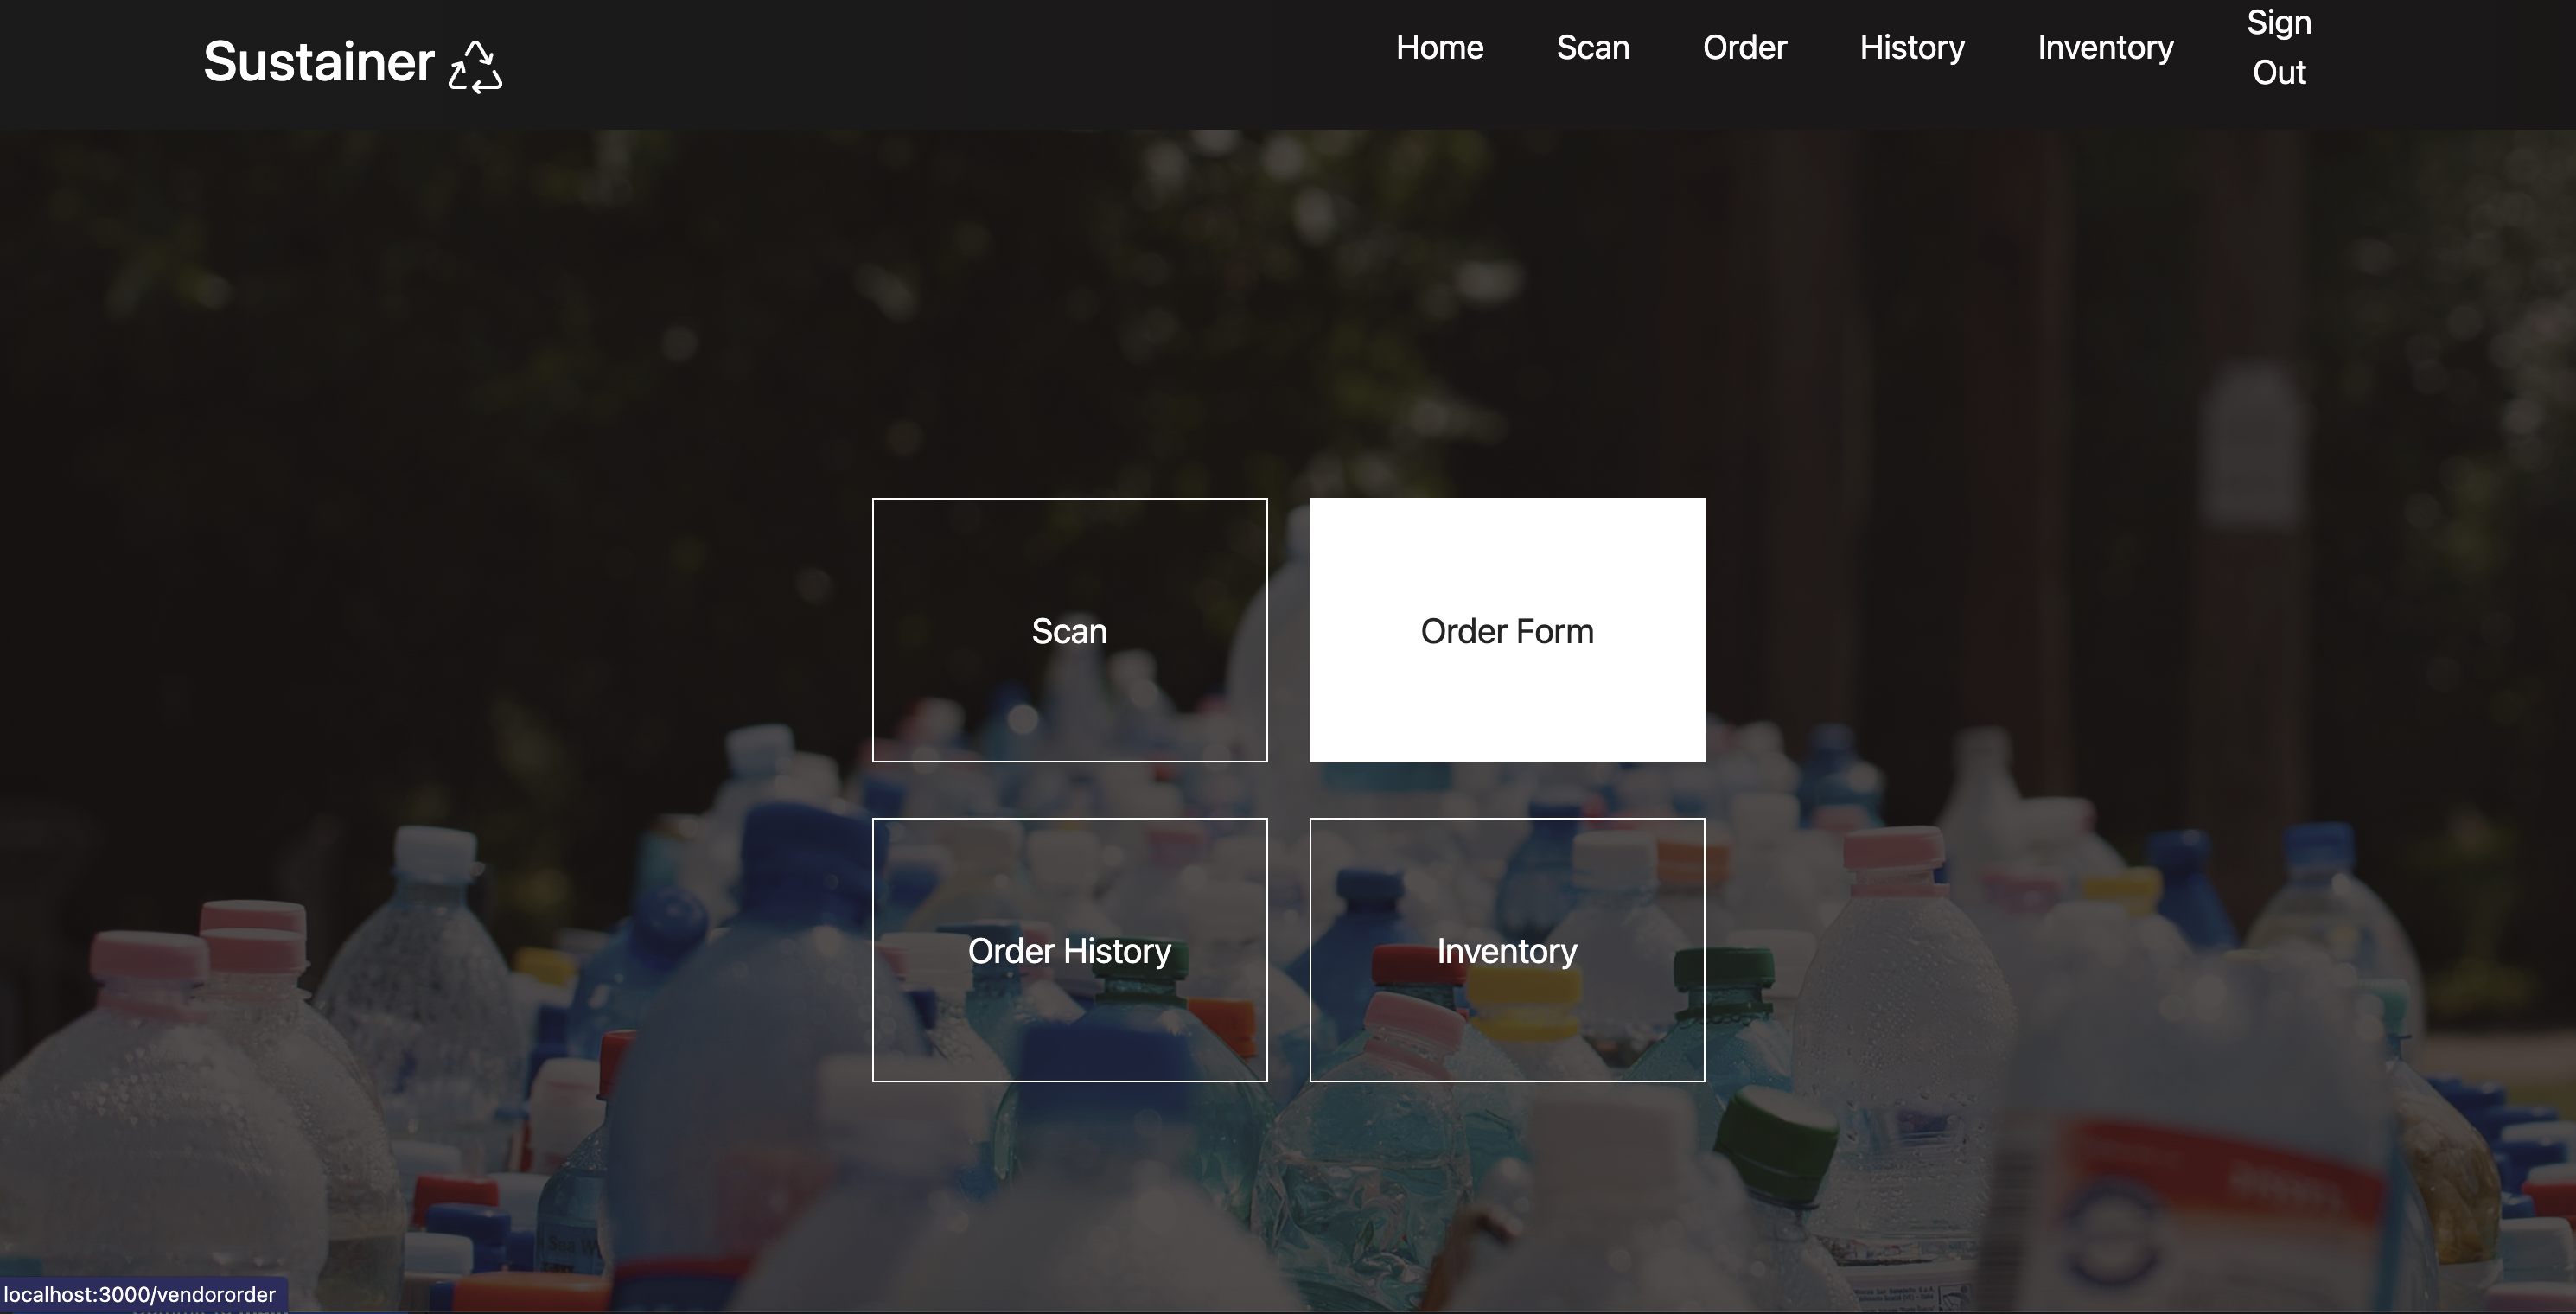 Sustainer
Home Scan Order History Inventory Sign Out
Scan
Order Form
Order History
Inventory
localhost:3000/vendororder